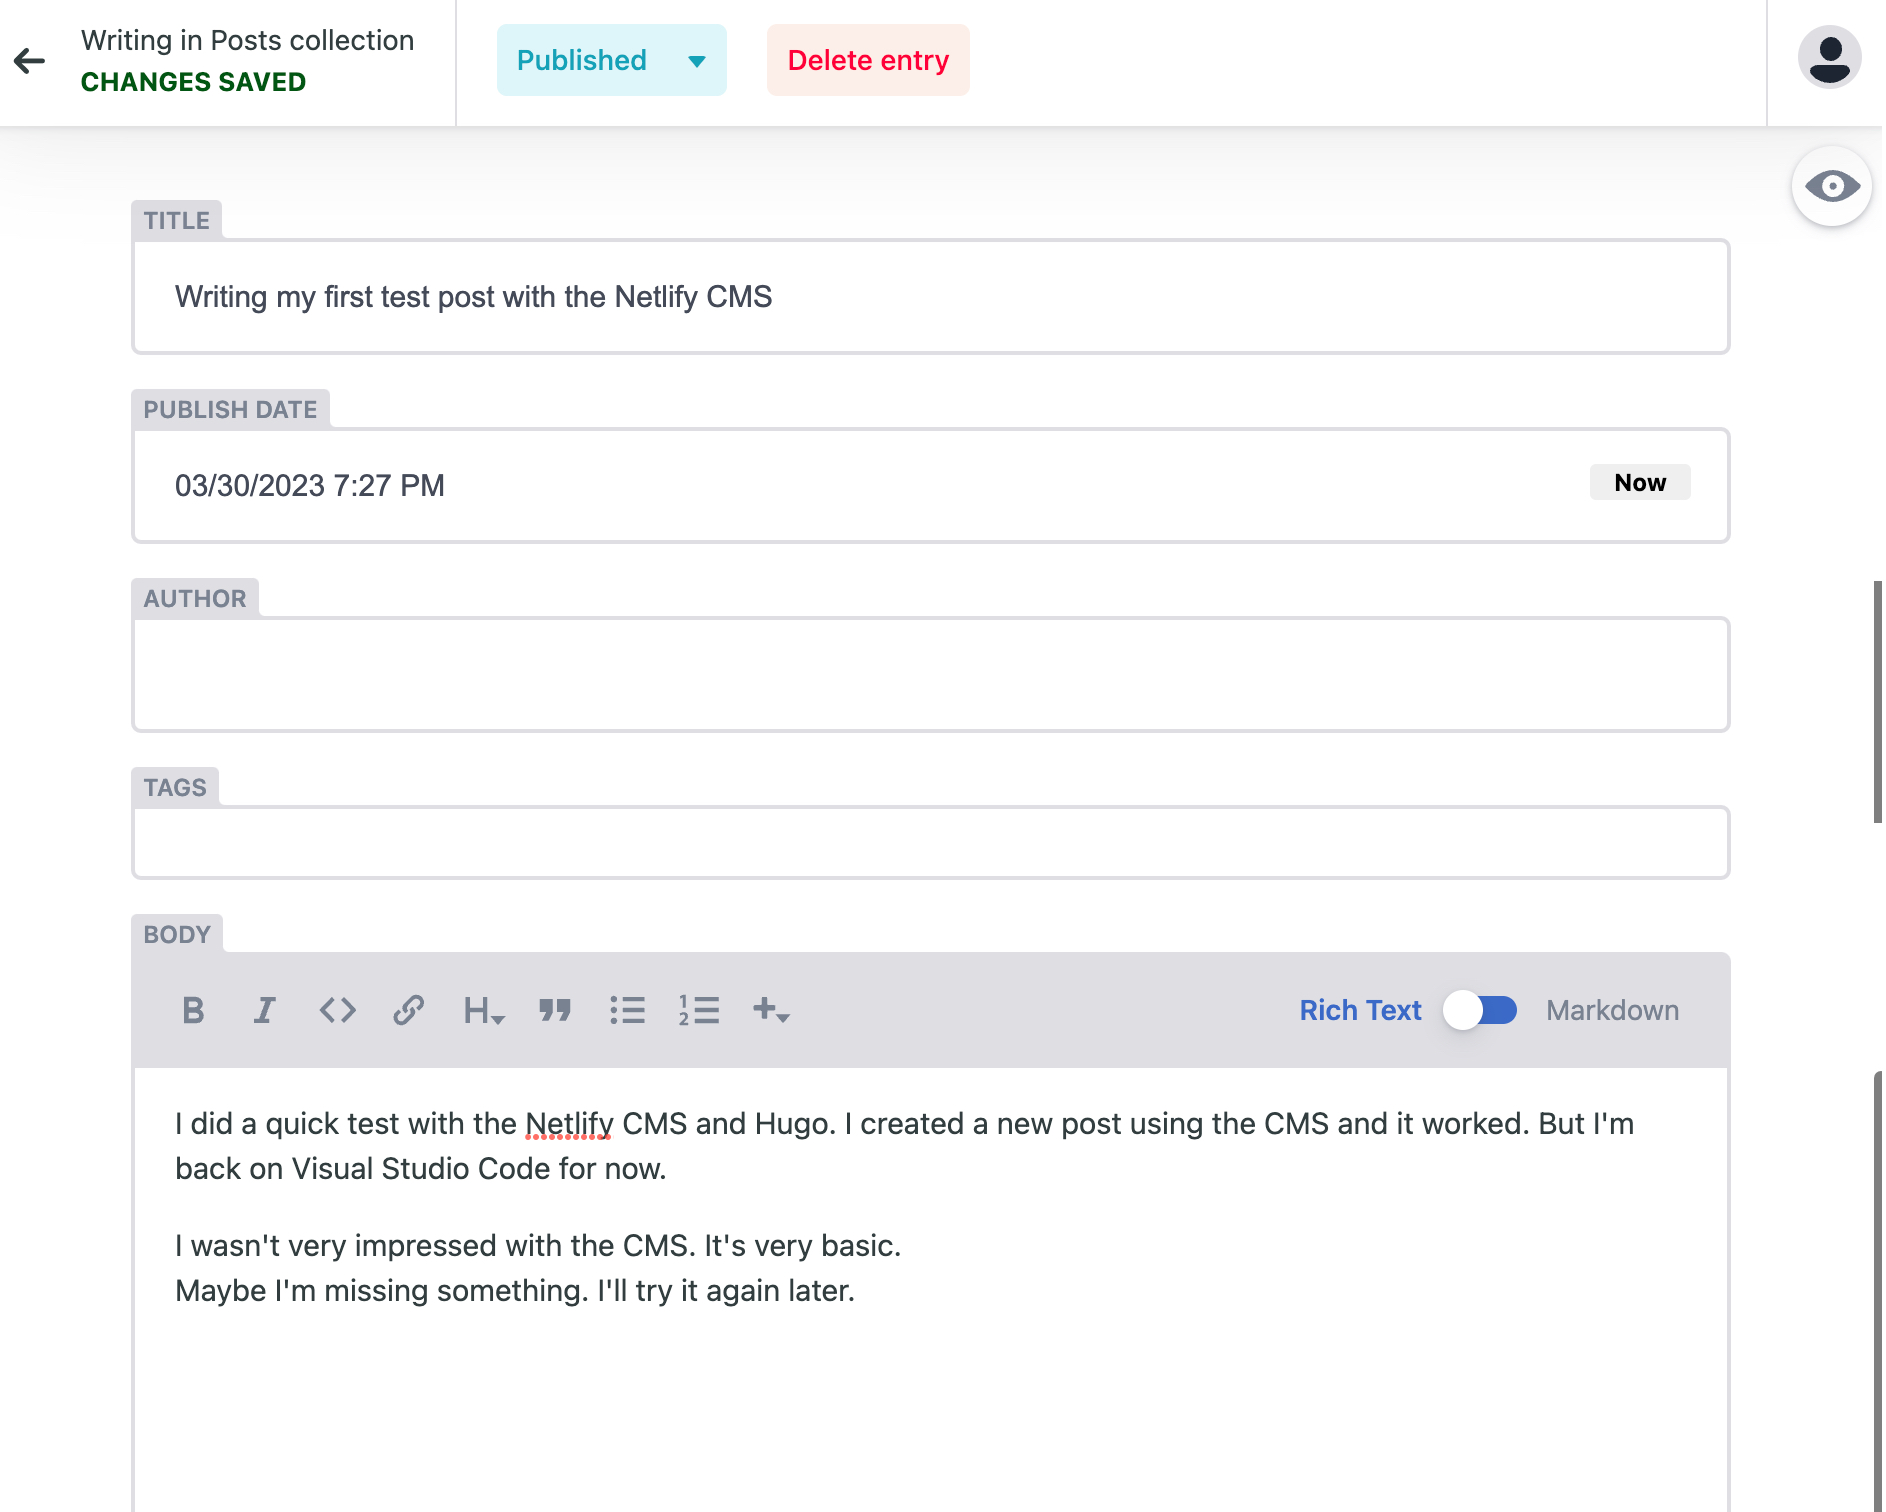 Writing in Posts collection
CHANGES SAVED
Published
Delete entry
TITLE
Writing my first test post with the Netlify CMS
PUBLISH DATE
03/30/2023 7:27 PM
Now
AUTHOR
TAGS
BODY
B I <> H
1
2
Rich Text
Markdown
I did a quick test with the Netlify CMS and Hugo. I created a new post using the CMS and it worked. But I'm
back on Visual Studio Code for now.
I wasn't very impressed with the CMS. It's very basic.
Maybe I'm missing something. I'll try it again later.